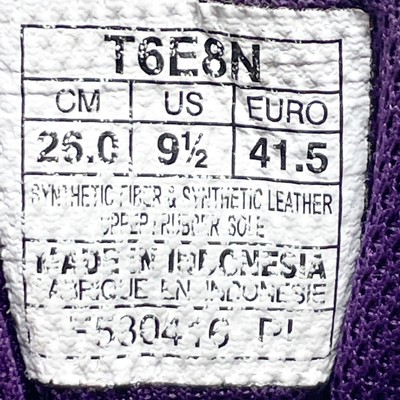 T6E8N
CM US EURO
26.0 9½ 41.5
SYNTHETIC FIBER & SYNTHETIC LEATHER
UPPER / RUBBER SOLE
MADE IN INDONESIA
FABRIQUE EN INDONESIE